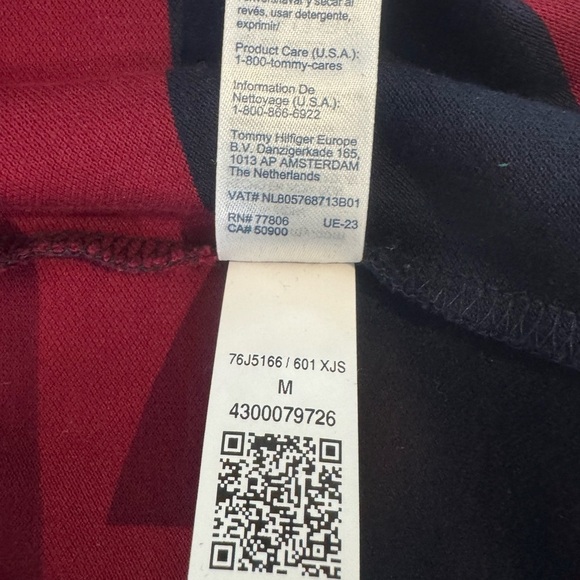 revés, usar detergente,
exprimir/
Product Care (U.S.A.):
1-800-tommy-cares
Information De
Nettoyage (U.S.A.):
1-800-866-6922
Tommy Hilfiger Europe
B.V. Danzigerkade 165,
1013 AP AMSTERDAM
The Netherlands
VAT# NL805768713B01
RN# 77806 UE-23
CA# 50900
76J5166 / 601 XJS
M
4300079726